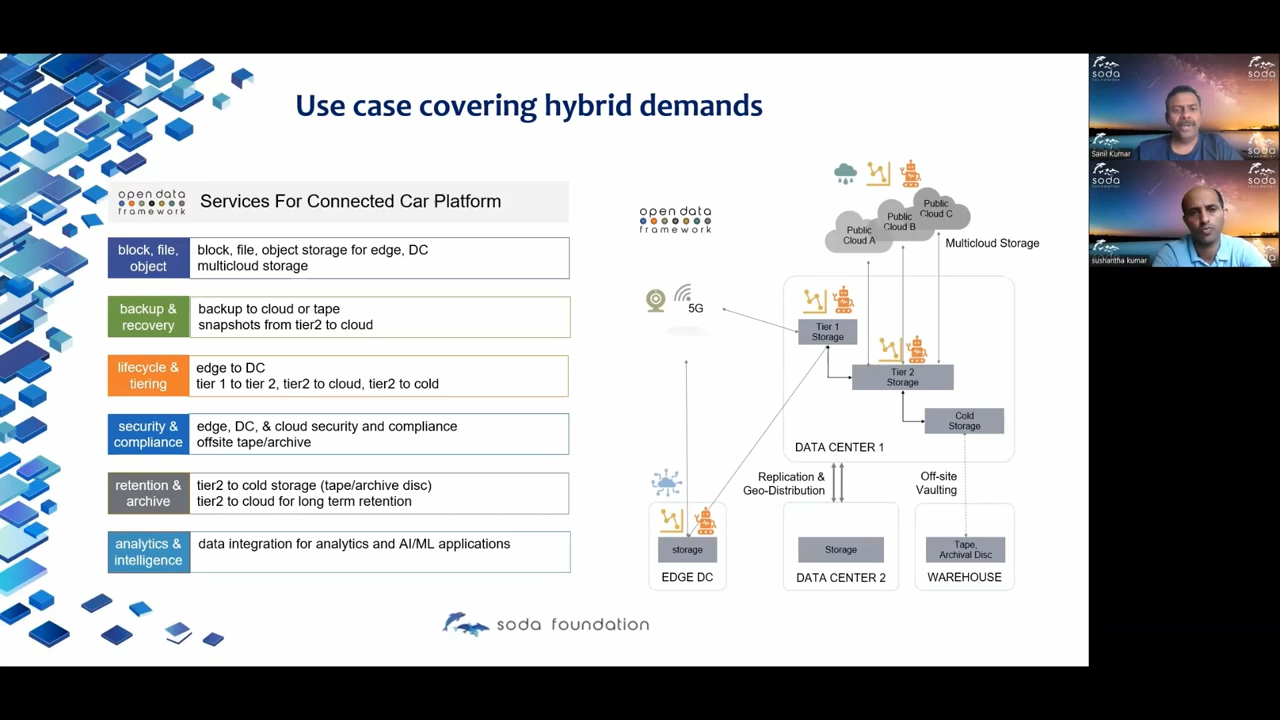 Use case covering hybrid demands
open data
framework
Services For Connected Car Platform
block, file,
object
block, file, object storage for edge, DC
multicloud storage
backup &
recovery
backup to cloud or tape
snapshots from tier2 to cloud
lifecycle &
tiering
edge to DC
tier 1 to tier 2, tier2 to cloud, tier2 to cold
security &
compliance
edge, DC, & cloud security and compliance
offsite tape/archive
retention &
archive
tier2 to cold storage (tape/archive disc)
tier2 to cloud for long term retention
analytics &
intelligence
data integration for analytics and AI/ML applications
open data
framework
Public
Cloud A
Public
Cloud B
Public
Cloud C
Multicloud Storage
5G
Tier 1
Storage
Tier 2
Storage
Cold
Storage
DATA CENTER 1
Replication &
Geo-Distribution
Off-site
Vaulting
storage
EDGE DC
Storage
DATA CENTER 2
Tape,
Archival Disc
WAREHOUSE
soda foundation
soda
soda
Sanil Kumar
soda
soda
sushantha kumar